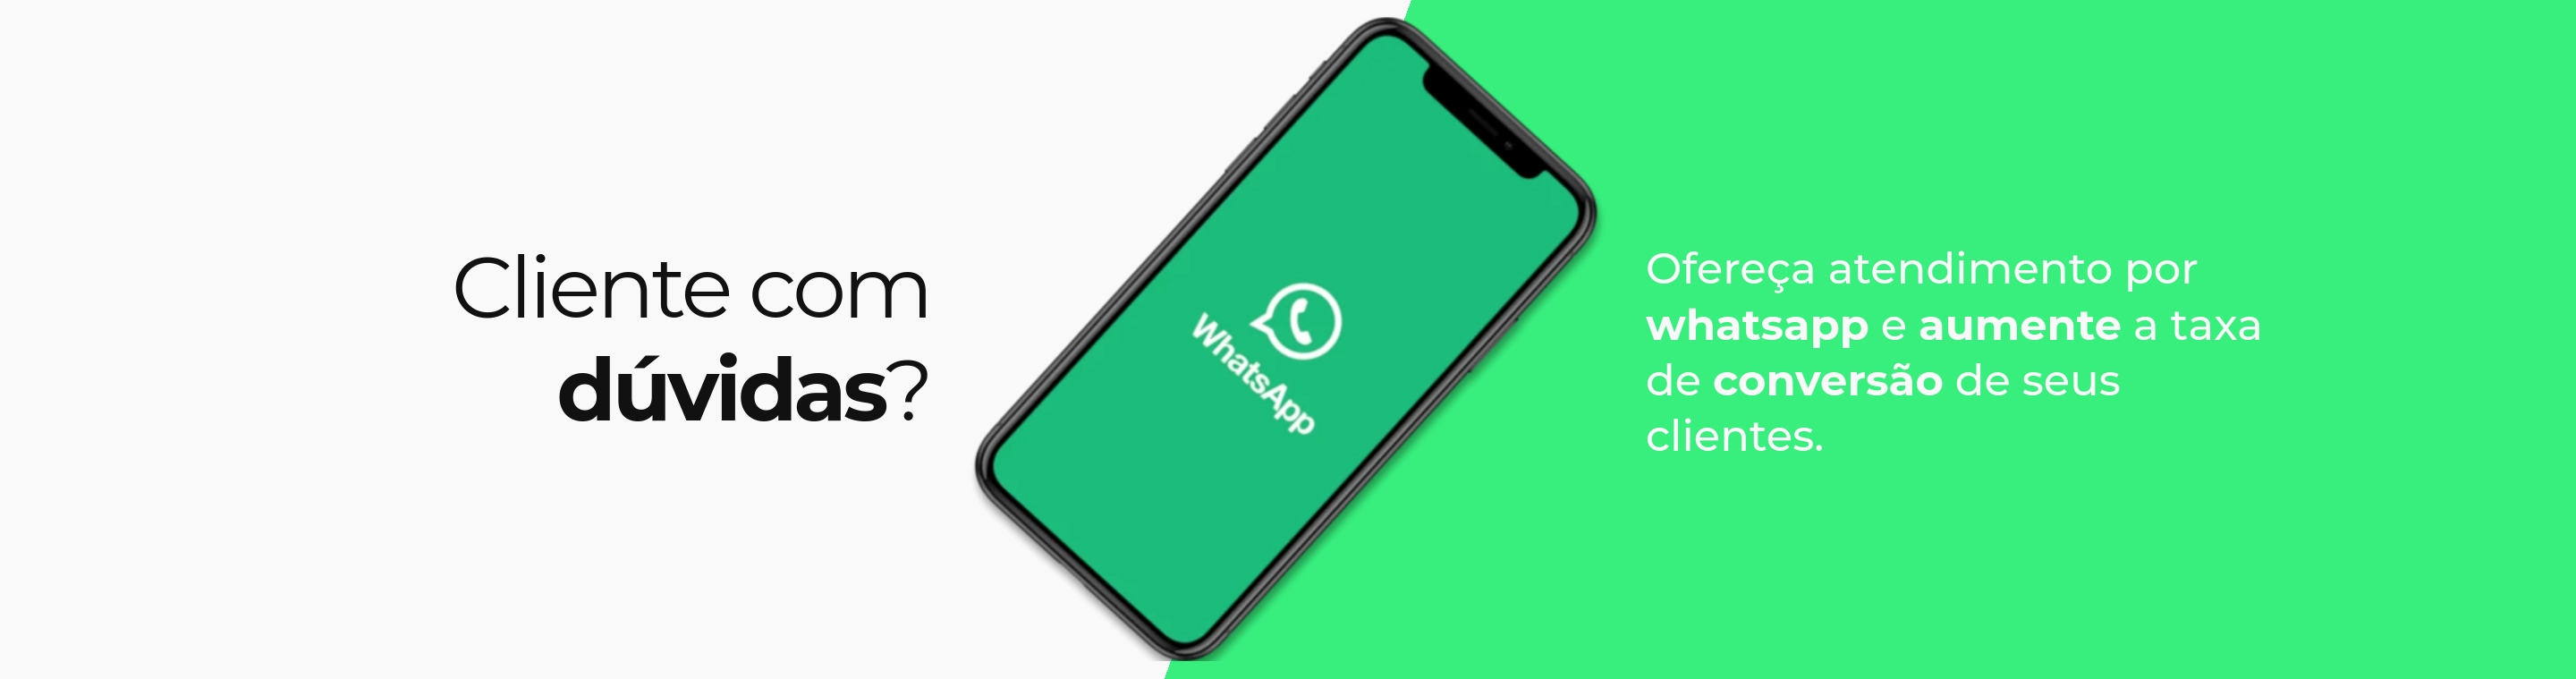 Cliente com
dúvidas?
WhatsApp
Ofereça atendimento por
whatsapp e aumente a taxa
de conversão de seus
clientes.